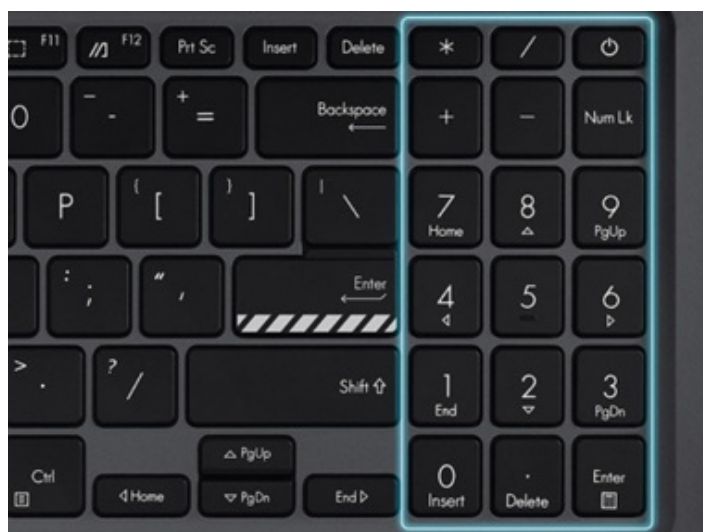 F11 F12 Prt Sc Insert Delete * / 
0 - - + = Backspace + - Num Lk
P { [ } ] | \ 7 Home 8 9 PgUp
: ; " ' Enter 4 5 6
> . ? / Shift 1 End 2 3 PgDn
Ctrl PgUp 0 Insert . Delete Enter
Home PgDn End